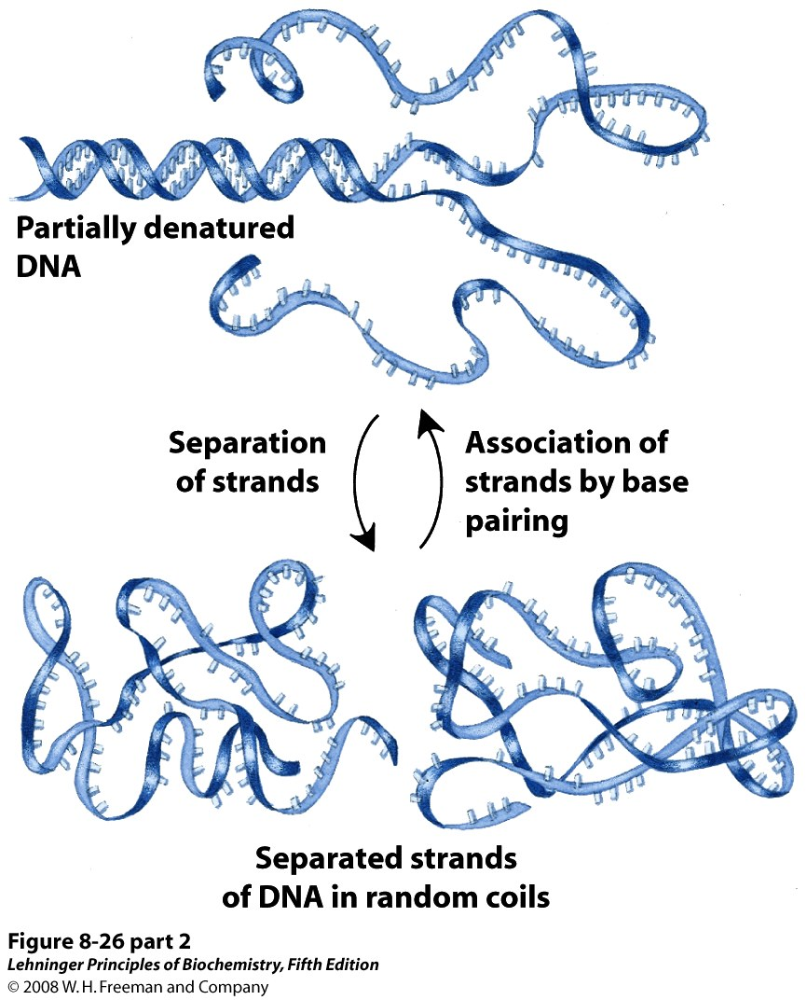 Partially denatured
DNA
Separation
of strands
Association of
strands by base
pairing
Separated strands
of DNA in random coils
Figure 8-26 part 2
Lehninger Principles of Biochemistry, Fifth Edition
© 2008 W. H. Freeman and Company